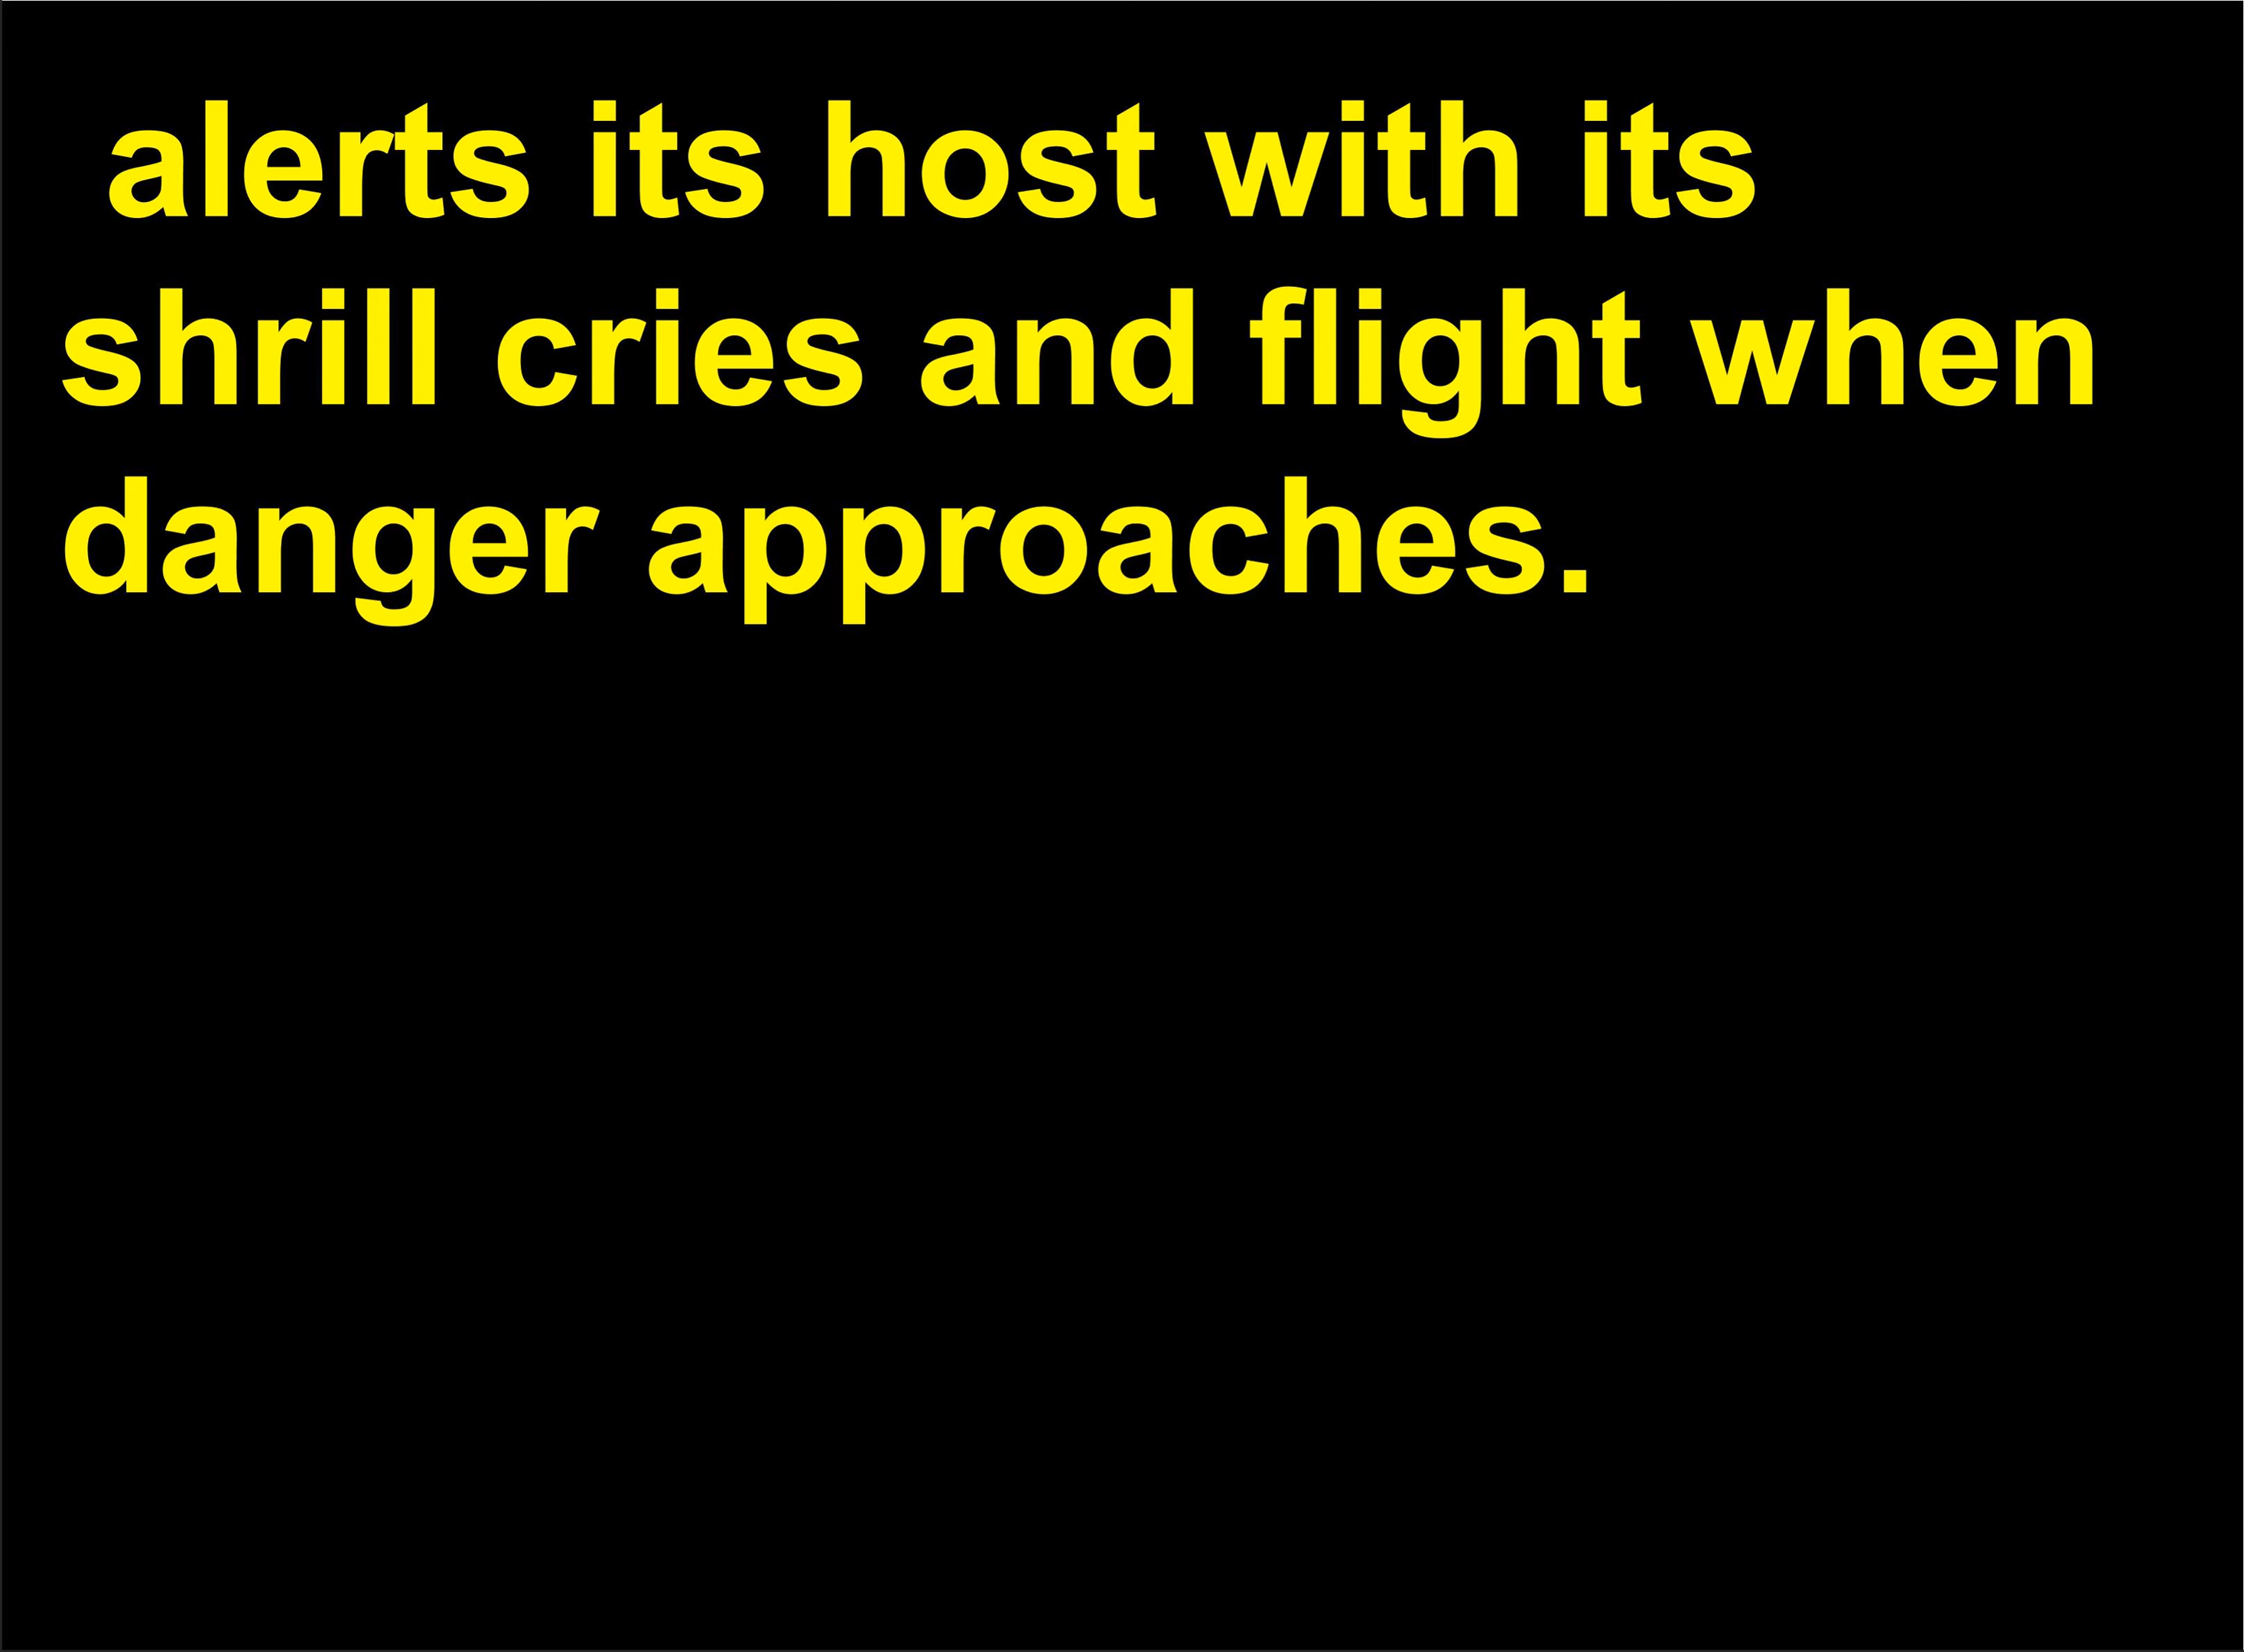 alerts its host with its
shrill cries and flight when
danger approaches.